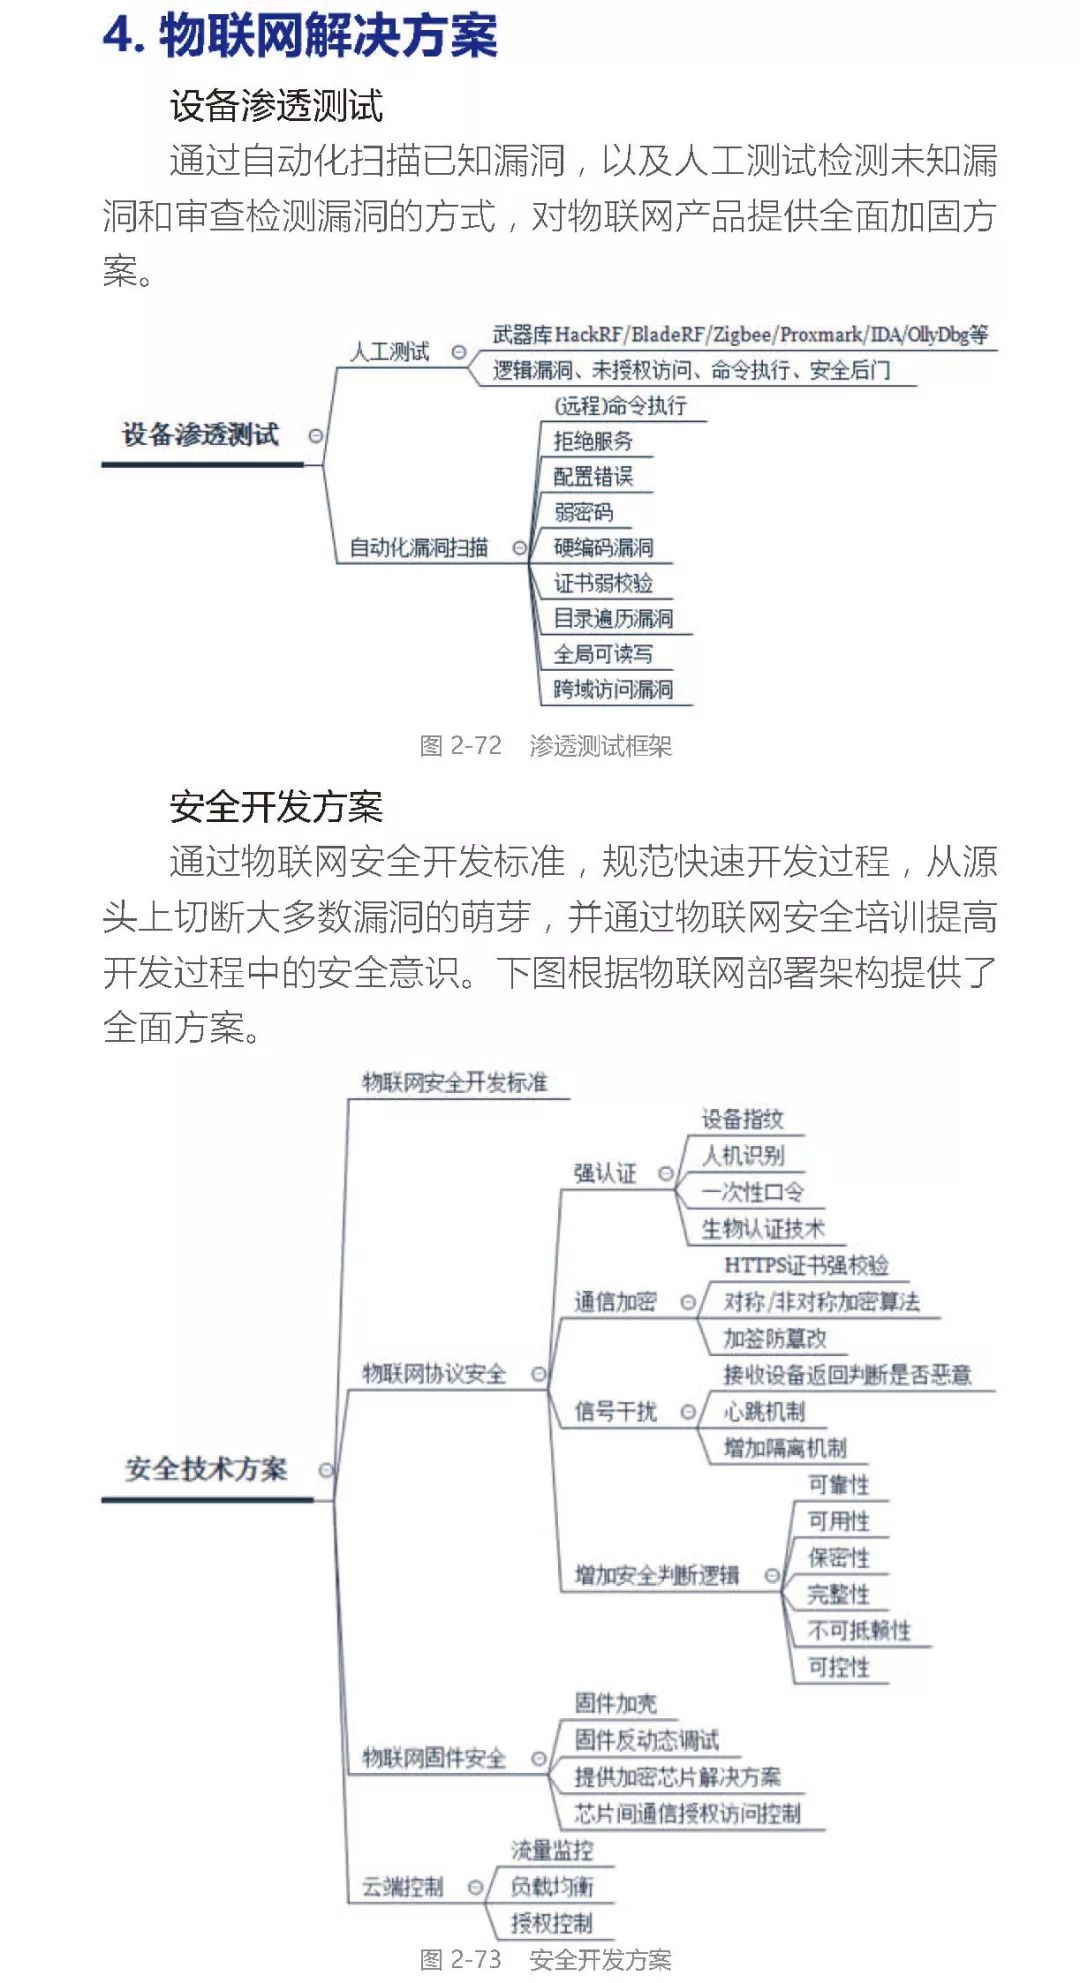 4. 物联网解决方案
设备渗透测试
通过自动化扫描已知漏洞，以及人工测试检测未知漏
洞和审查检测漏洞的方式，对物联网产品提供全面加固方
案。
武器库HackRF/BladeRF/Zigbee/Proxmark/IDA/OllyDbg等
人工测试
逻辑漏洞、未授权访问、命令执行、安全后门
(远程)命令执行
设备渗透测试
拒绝服务
配置错误
弱密码
自动化漏洞扫描
硬编码漏洞
证书弱校验
目录遍历漏洞
全局可读写
跨域访问漏洞
图 2-72 渗透测试框架
安全开发方案
通过物联网安全开发标准，规范快速开发过程，从源
头上切断大多数漏洞的萌芽，并通过物联网安全培训提高
开发过程中的安全意识。下图根据物联网部署架构提供了
全面方案。
物联网安全开发标准
设备指纹
人机识别
强认证
一次性口令
生物认证技术
HTTPS证书强校验
通信加密
对称/非对称加密算法
加签防篡改
物联网协议安全
接收设备返回判断是否恶意
信号干扰
心跳机制
增加隔离机制
安全技术方案
可靠性
可用性
保密性
增加安全判断逻辑
完整性
不可抵赖性
可控性
固件加壳
固件反动态调试
物联网固件安全
提供加密芯片解决方案
芯片间通信授权访问控制
流量监控
云端控制
负载均衡
授权控制
图 2-73 安全开发方案